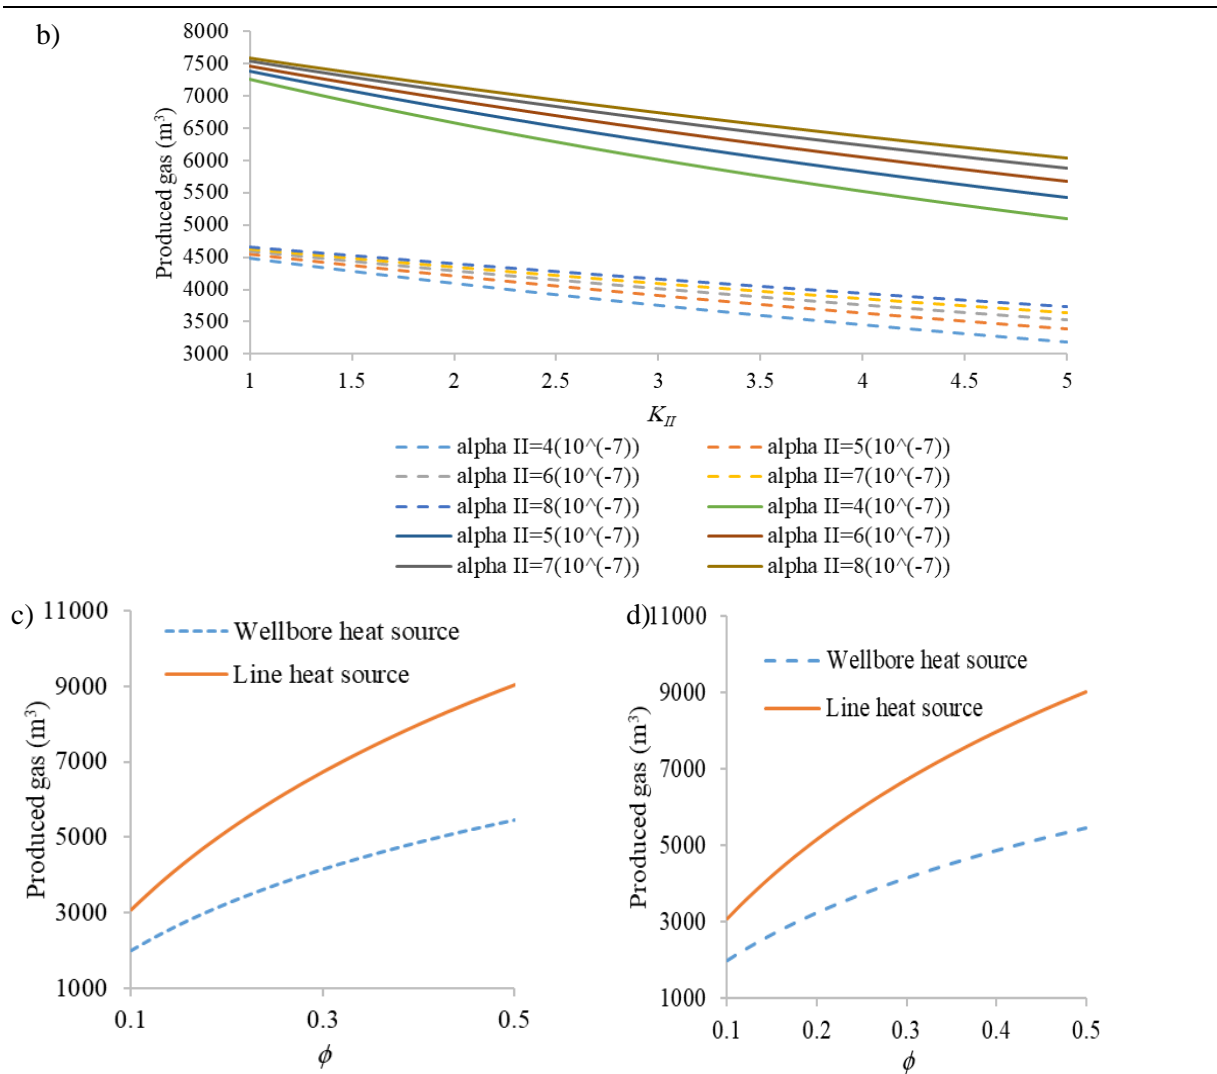 b)
Produced gas (m³)
8000
7500
7000
6500
6000
5500
5000
4500
4000
3500
3000
1 1.5 2 2.5 3 3.5 4 4.5 5
K_II
alpha II=4(10^(-7)) alpha II=5(10^(-7))
alpha II=6(10^(-7)) alpha II=7(10^(-7))
alpha II=8(10^(-7)) alpha II=4(10^(-7))
alpha II=5(10^(-7)) alpha II=6(10^(-7))
alpha II=7(10^(-7)) alpha II=8(10^(-7))
c)
Produced gas (m³)
11000
9000
7000
5000
3000
1000
Wellbore heat source
Line heat source
0.1 0.3 0.5
ϕ
d)
Produced gas (m³)
11000
9000
7000
5000
3000
1000
Wellbore heat source
Line heat source
0.1 0.2 0.3 0.4 0.5
ϕ